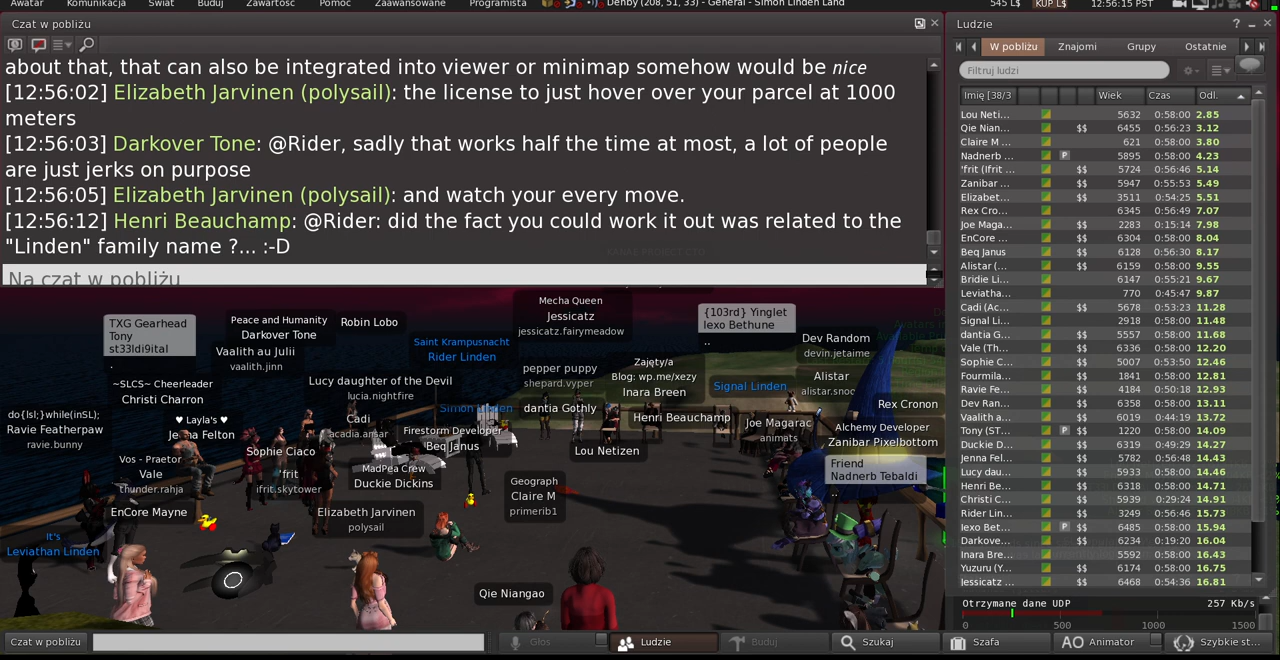 Awatar Komunikacja Świat Buduj Zawartość Pomoc Zaawansowane Programista Denby (208, 51, 33) - General - Simon Linden Land 545 L$ KUP L$ 12:56:15 PST
Czat w pobliżu
about that, that can also be integrated into viewer or minimap somehow would be nice
[12:56:02] Elizabeth Jarvinen (polysail): the license to just hover over your parcel at 1000
meters
[12:56:03] Darkover Tone: @Rider, sadly that works half the time at most, a lot of people
are just jerks on purpose
[12:56:05] Elizabeth Jarvinen (polysail): and watch your every move.
[12:56:12] Henri Beauchamp: @Rider: did the fact you could work it out was related to the
"Linden" family name ?... :-D
Na czat w pobliżu
Mecha Queen
Jessicatz
jessicatz.fairymeadow
TXG Gearhead
Tony
st33ldi9ital
.
Peace and Humanity
Darkover Tone
Robin Lobo
{103rd} Yinglet
Iexo Bethune
..
Saint Krampusnacht
Rider Linden
Dev Random
devin.jetaime
Vaalith au Julii
vaalith.jinn
pepper puppy
shepard.vyper
Zajęty/a
Blog: wp.me/xezy
Inara Breen
Signal Linden
Alistar
alistar.snoo
~SLCS~ Cheerleader
Christi Charron
Lucy daughter of the Devil
lucia.nightfire
Simon Linden
dantia Gothly
Rex Cronon
do{lsl;}while(inSL);
Ravie Featherpaw
ravie.bunny
♥ Layla's ♥
Jenna Felton
Cadi
acadia.ansar
Firestorm Developer
Beq Janus
Henri Beauchamp
Joe Magarac
animats
Alchemy Developer
Zanibar Pixelbottom
Sophie Ciaco
Lou Netizen
Vos - Praetor
Vale
thunder.rahja
'frit
ifrit.skytower
MadPea Crew
Duckie Dickins
Friend
Nadnerb Tebaldi
..
Geograph
Claire M
primerib1
EnCore Mayne
Elizabeth Jarvinen
polysail
It's
Leviathan Linden
Qie Niangao
Czat w pobliżu Głos Ludzie Buduj Szukaj Szafa AO Animator Szybkie st...
Ludzie
W pobliżu Znajomi Grupy Ostatnie
Filtruj ludzi
Imię [38/3 Wiek Czas Odl.
Lou Neti... 5632 0:58:00 2.85
Qie Nian... $$ 6455 0:56:23 3.12
Claire M ... 621 0:58:00 3.80
Nadnerb ... P 5895 0:58:00 4.23
'frit (Ifrit ... $$ 5724 0:56:46 5.14
Zanibar ... $$ 5947 0:55:53 5.49
Elizabet... $$ 3511 0:54:25 5.51
Rex Cro... 6345 0:56:49 7.07
Joe Maga... $$ 2283 0:15:14 7.98
EnCore ... $$ 6304 0:58:00 8.04
Beq Janus $$ 6128 0:56:30 8.17
Alistar (... $$ 6159 0:58:00 9.55
Bridie Li... 6147 0:55:21 9.67
Leviatha... 770 0:45:47 9.87
Cadi (Ac... $$ 5678 0:53:23 11.28
Signal Li... 2918 0:58:00 11.48
dantia G... $$ 5557 0:58:00 11.68
Vale (Th... $$ 6336 0:58:00 12.20
Sophie C... $$ 5007 0:53:50 12.46
Fourmila... $$ 1841 0:58:00 12.81
Ravie Fe... $$ 4184 0:50:18 12.93
Dev Ran... $$ 6358 0:58:00 13.11
Vaalith a... $$ 6019 0:44:19 13.72
Tony (ST... P $$ 1220 0:58:00 14.09
Duckie D... $$ 6319 0:49:29 14.27
Jenna Fel... $$ 5782 0:56:48 14.43
Lucy dau... $$ 5933 0:58:00 14.46
Henri Be... $$ 6318 0:58:00 14.71
Christi C... $$ 5939 0:29:24 14.91
Rider Lin... $$ 3249 0:56:46 15.73
Iexo Bet... P $$ 6485 0:58:00 15.94
Darkove... $$ 6234 0:19:20 16.04
Inara Bre... 5592 0:58:00 16.43
Yuzuru (Y... $$ 6174 0:58:00 16.75
Jessicatz ... $$ 6468 0:54:36 16.81
Otrzymane dane UDP 257 Kb/s
0 500 1000 1500